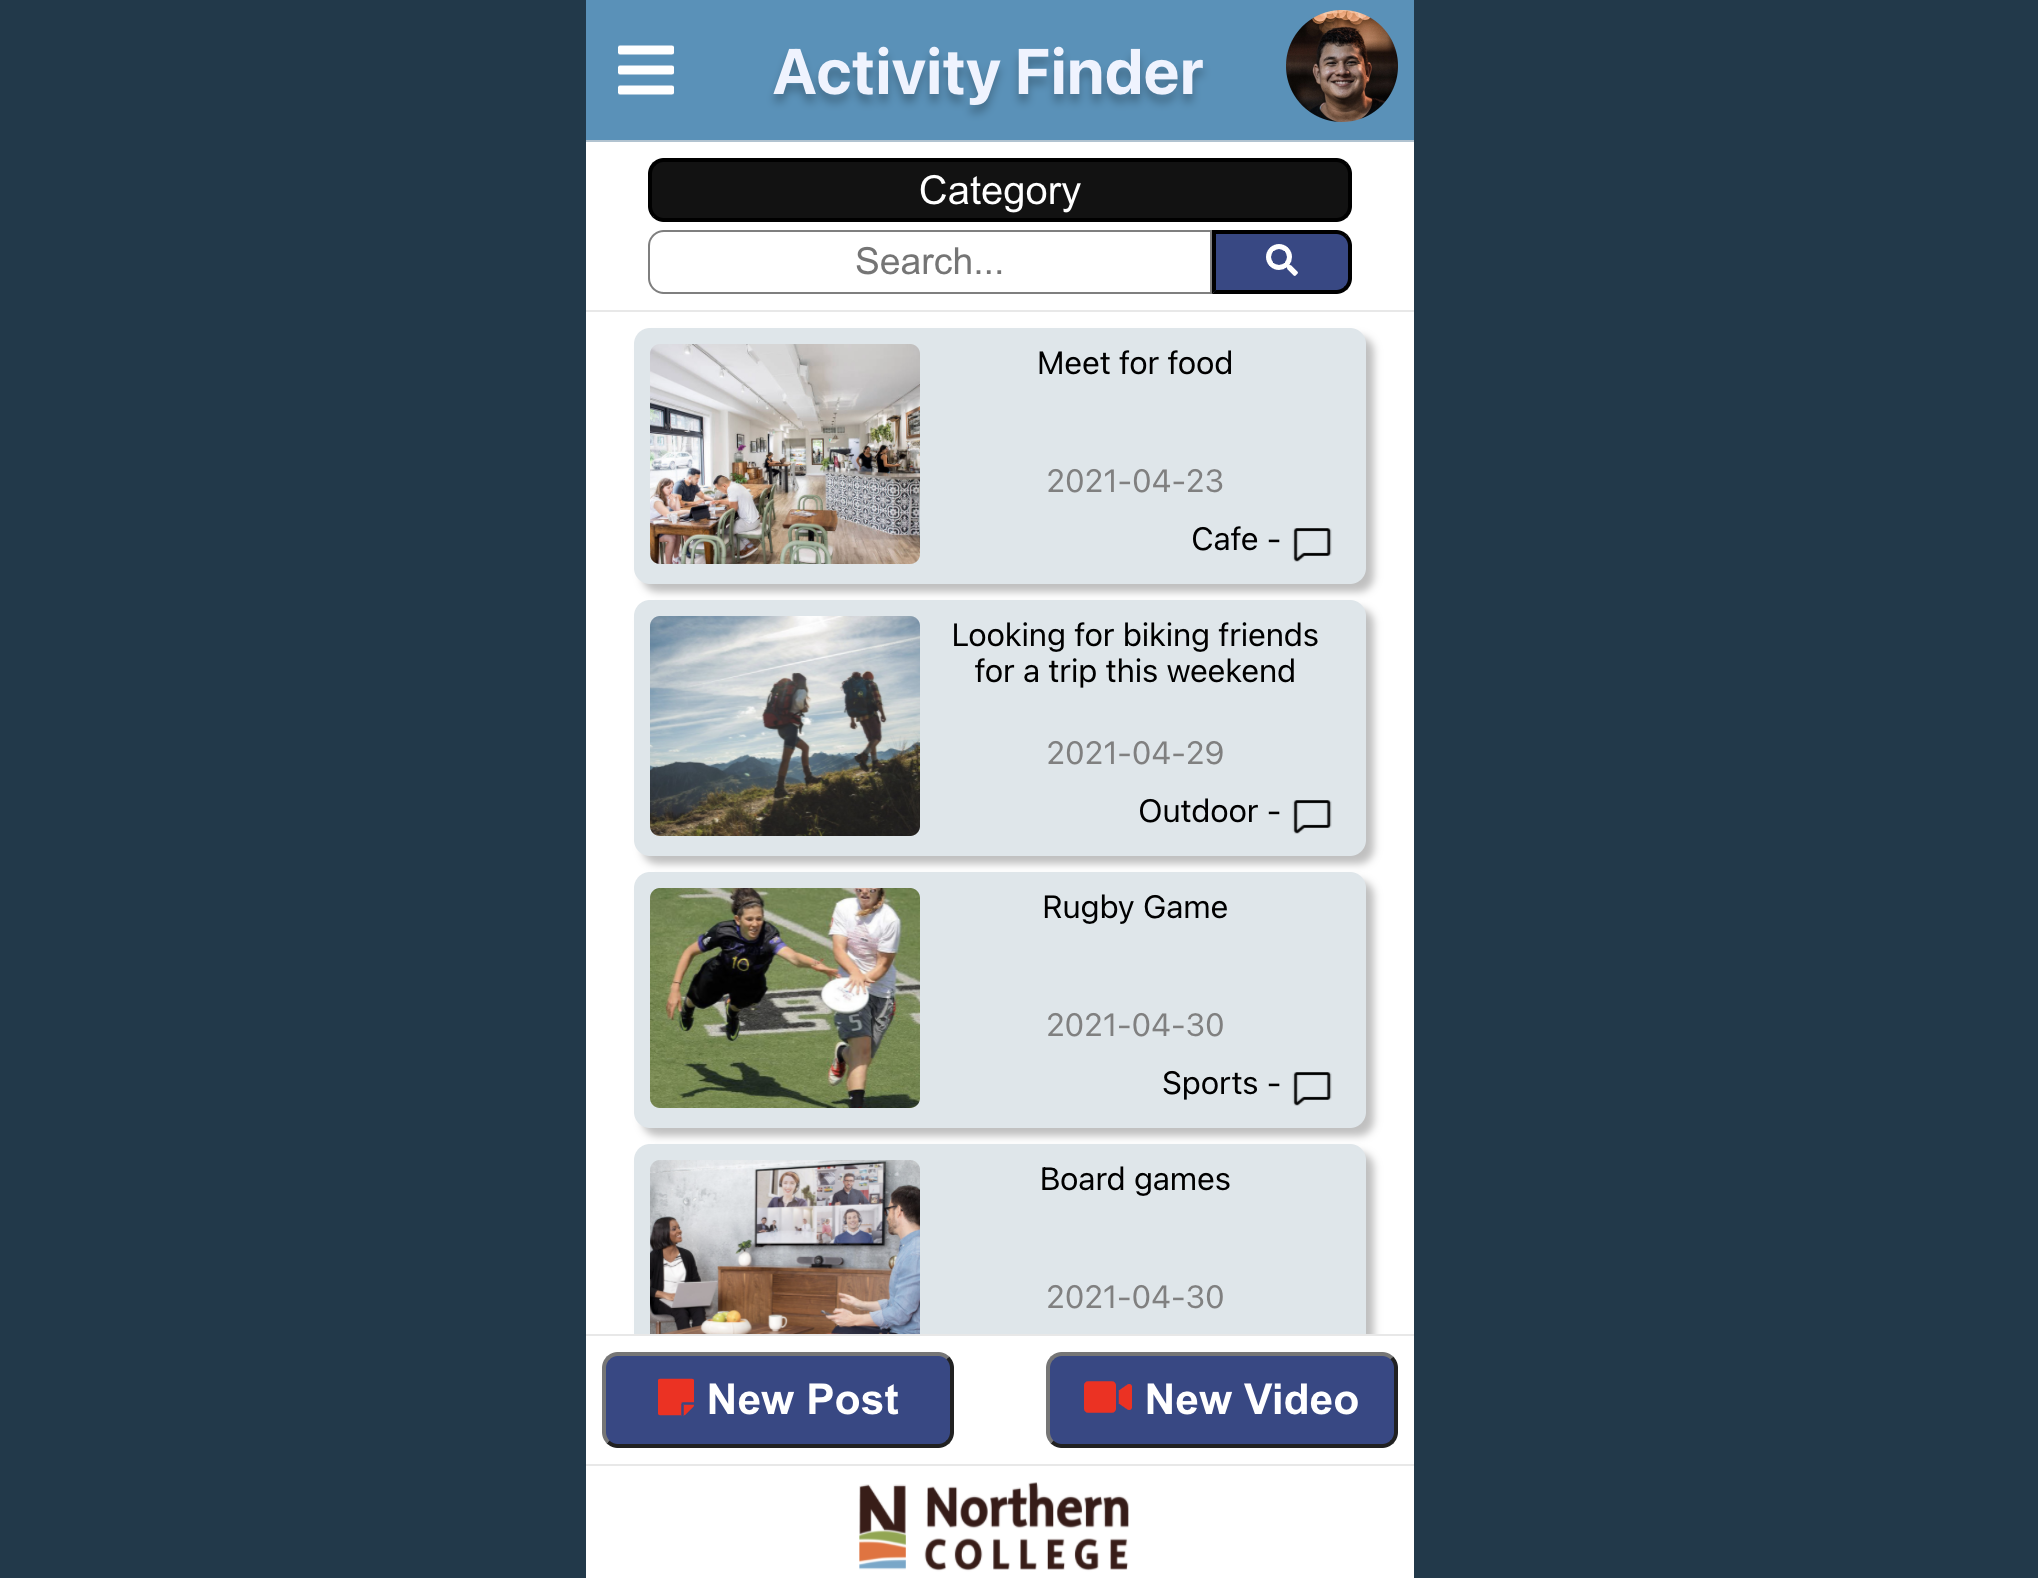 Activity Finder
Category
Search...
Meet for food
2021-04-23
Cafe -
Looking for biking friends
for a trip this weekend
2021-04-29
Outdoor -
Rugby Game
10
5
2021-04-30
Sports -
Board games
2021-04-30
New Post
New Video
N Northern
COLLEGE